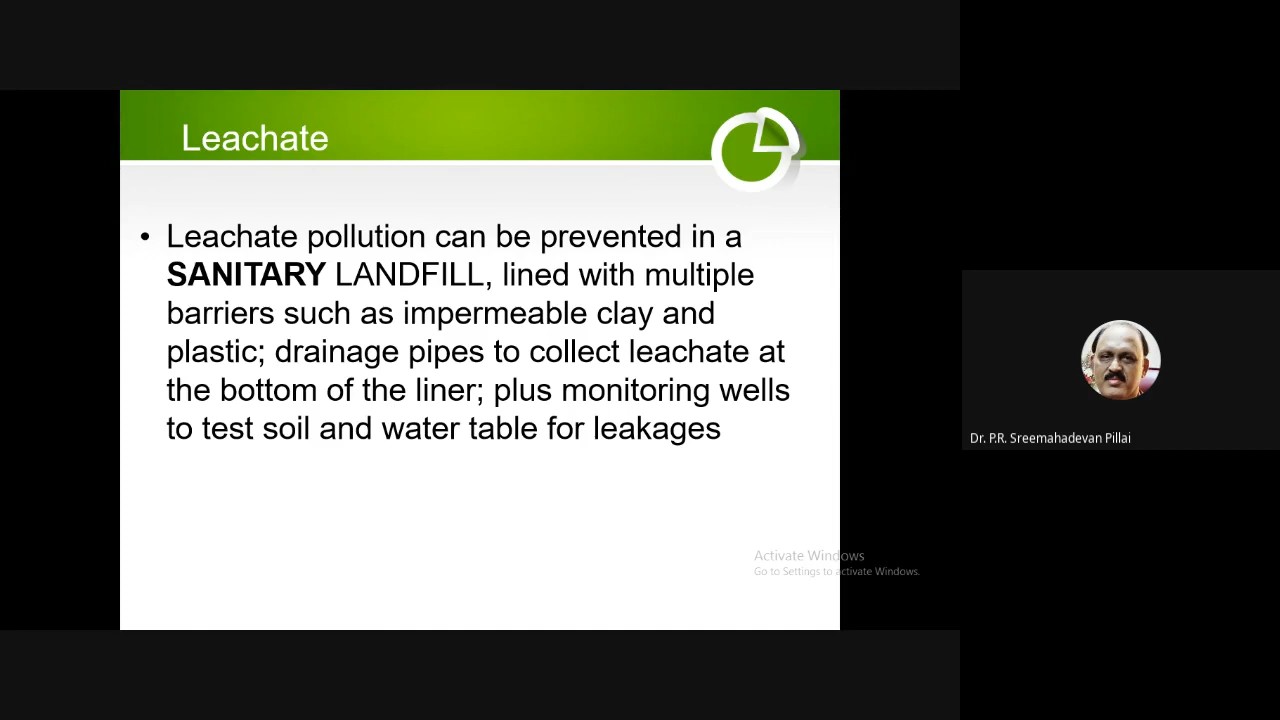 Leachate
• Leachate pollution can be prevented in a
SANITARY LANDFILL, lined with multiple
barriers such as impermeable clay and
plastic; drainage pipes to collect leachate at
the bottom of the liner; plus monitoring wells
to test soil and water table for leakages
Activate Windows
Go to Settings to activate Windows.
Dr. P.R. Sreemahadevan Pillai